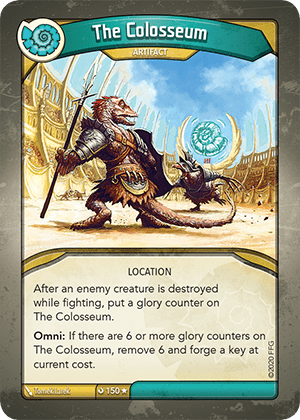 The Colosseum
ARTIFACT
LOCATION
After an enemy creature is destroyed
while fighting, put a glory counter on
The Colosseum.
Omni: If there are 6 or more glory counters on
The Colosseum, remove 6 and forge a key at
current cost.
150★
©2020 FFG